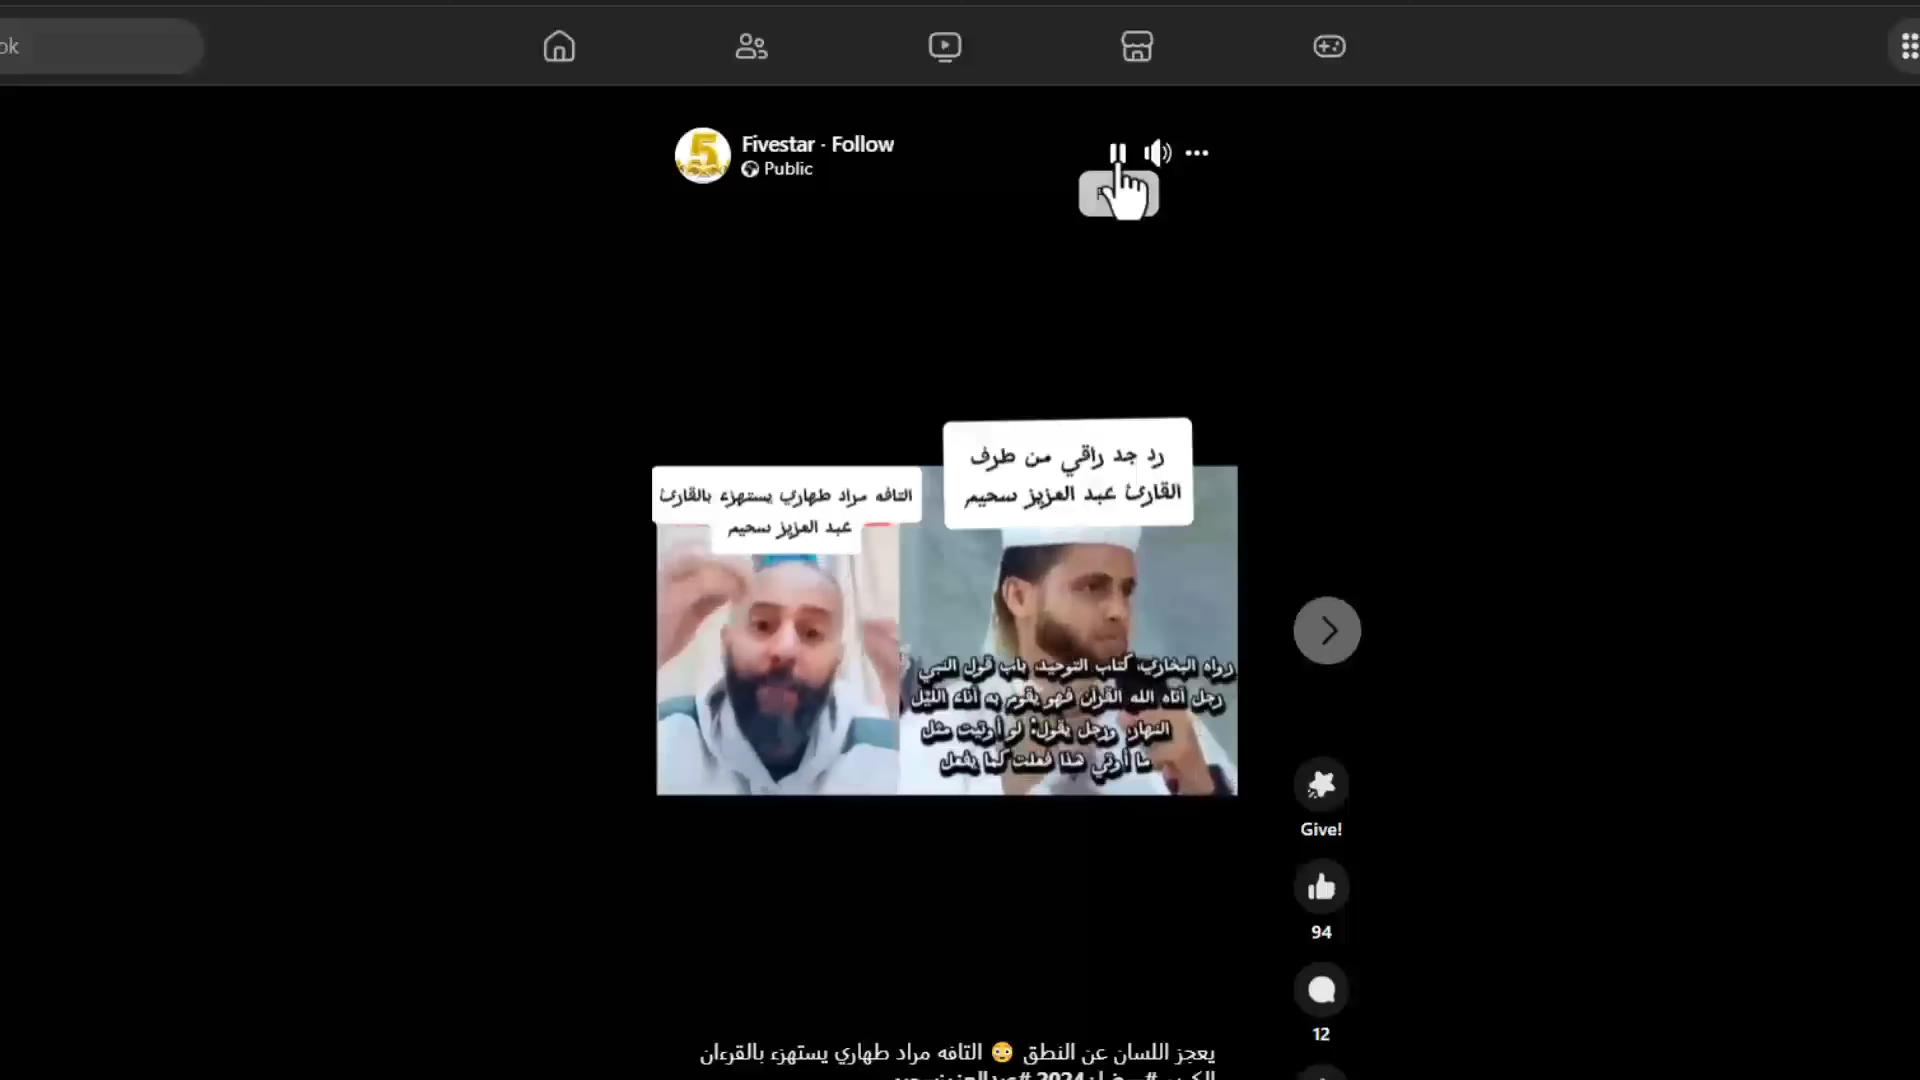 ok
Fivestar · Follow
Public
رد جد راقي من طرف
القارئ عبد العزيز سحيم
التافه مراد طهاري يستهزء بالقارئ
عبد العزيز سحيم
رواه البخاري، كتاب التوحيد، باب قول النبي
رجل آتاه الله القرآن فهو يقوم به آناء الليل
النهار، ورجل يقول: لو أوتيت مثل
ما أوتي هذا فعلت كما يفعل
Give!
94
12
يعجز اللسان عن النطق 😳 التافه مراد طهاري يستهزء بالقرءان